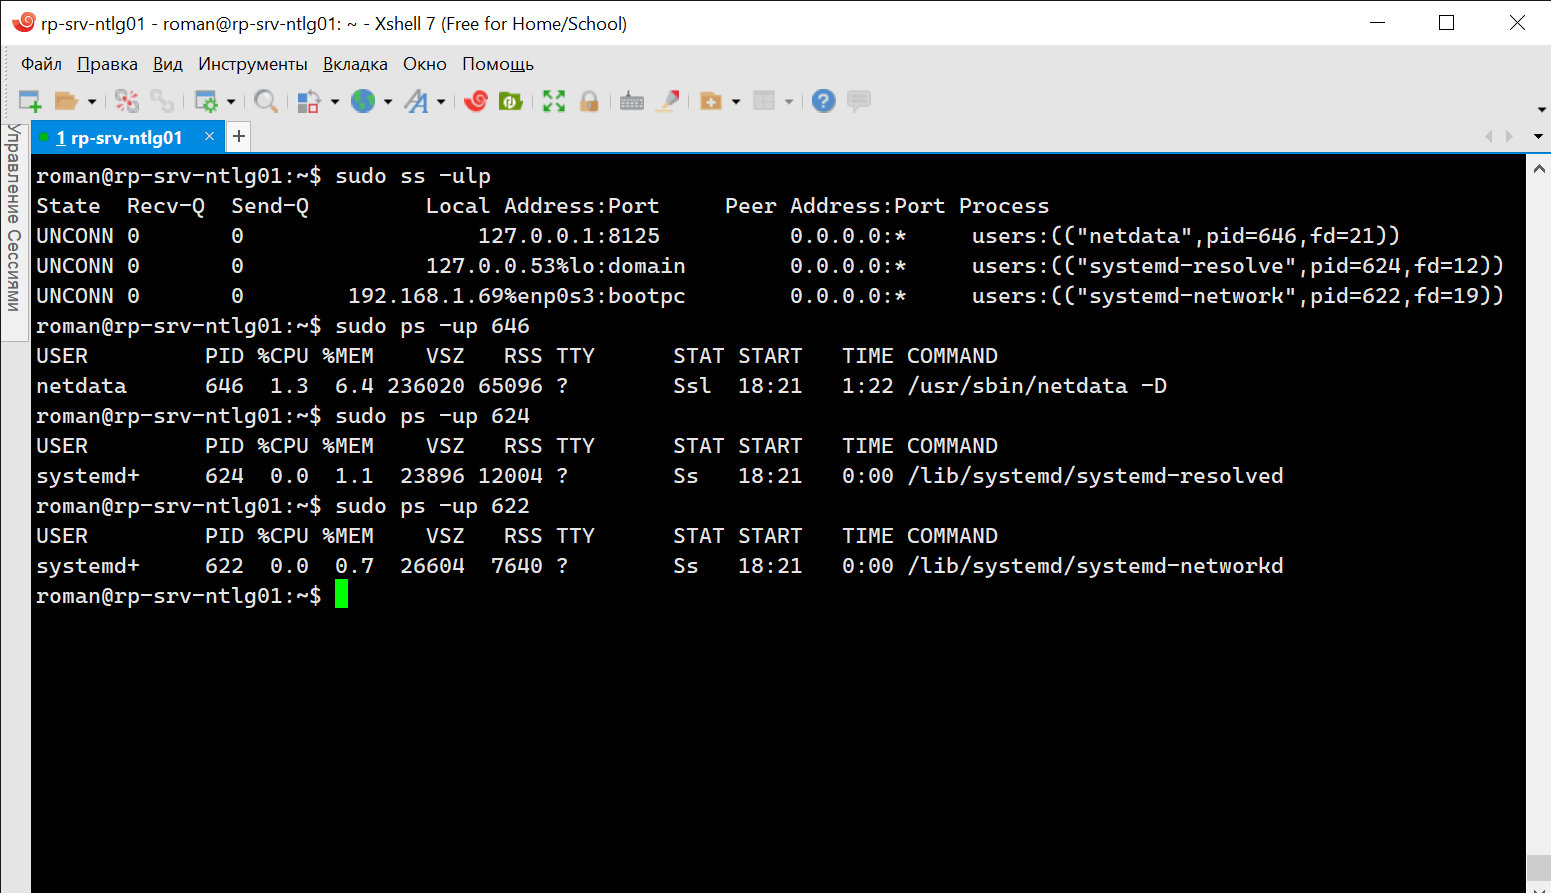 rp-srv-ntlg01 - roman@rp-srv-ntlg01: ~ - Xshell 7 (Free for Home/School)
Файл Правка Вид Инструменты Вкладка Окно Помощь
Управление Сессиями
1 rp-srv-ntlg01 × +
roman@rp-srv-ntlg01:~$ sudo ss -ulp
State Recv-Q Send-Q Local Address:Port Peer Address:Port Process
UNCONN 0 0 127.0.0.1:8125 0.0.0.0:* users:(("netdata",pid=646,fd=21))
UNCONN 0 0 127.0.0.53%lo:domain 0.0.0.0:* users:(("systemd-resolve",pid=624,fd=12))
UNCONN 0 0 192.168.1.69%enp0s3:bootpc 0.0.0.0:* users:(("systemd-network",pid=622,fd=19))
roman@rp-srv-ntlg01:~$ sudo ps -up 646
USER PID %CPU %MEM VSZ RSS TTY STAT START TIME COMMAND
netdata 646 1.3 6.4 236020 65096 ? Ssl 18:21 1:22 /usr/sbin/netdata -D
roman@rp-srv-ntlg01:~$ sudo ps -up 624
USER PID %CPU %MEM VSZ RSS TTY STAT START TIME COMMAND
systemd+ 624 0.0 1.1 23896 12004 ? Ss 18:21 0:00 /lib/systemd/systemd-resolved
roman@rp-srv-ntlg01:~$ sudo ps -up 622
USER PID %CPU %MEM VSZ RSS TTY STAT START TIME COMMAND
systemd+ 622 0.0 0.7 26604 7640 ? Ss 18:21 0:00 /lib/systemd/systemd-networkd
roman@rp-srv-ntlg01:~$